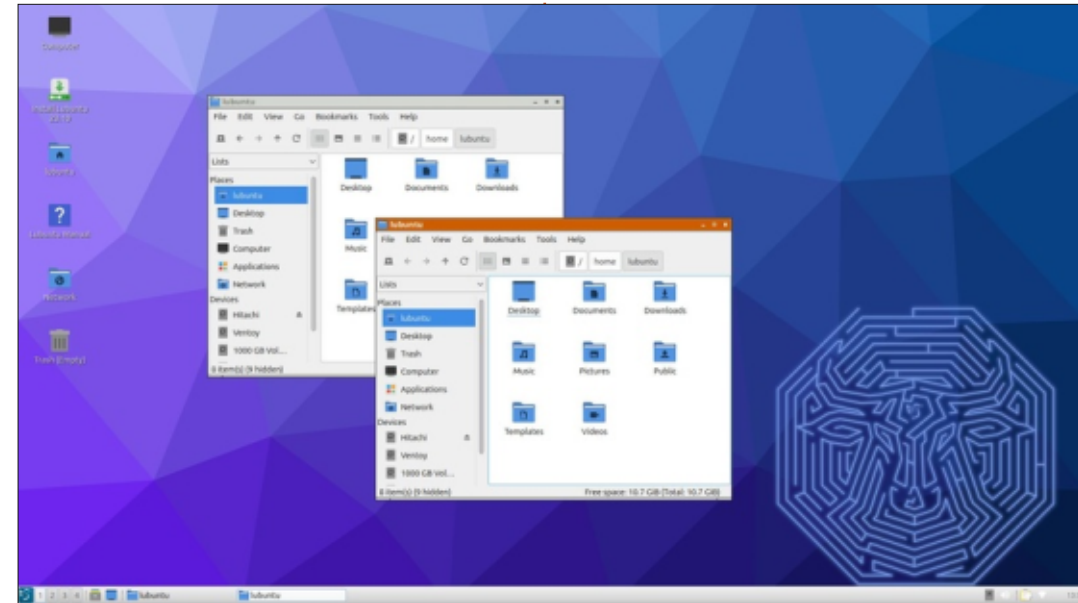 Computer
Install Lubuntu
22.10
lubuntu
Lubuntu Manual
Network
Trash (Empty)
lubuntu
File Edit View Go Bookmarks Tools Help
/ home lubuntu
Lists
Places
lubuntu
Desktop
Trash
Computer
Applications
Network
Devices
Hitachi
Ventoy
1000 GB Vol...
8 item(s) (9 hidden)
Desktop Documents Downloads
Music
Templates
lubuntu
File Edit View Go Bookmarks Tools Help
/ home lubuntu
Lists
Places
lubuntu
Desktop
Trash
Computer
Applications
Network
Devices
Hitachi
Ventoy
1000 GB Vol...
Desktop Documents Downloads
Music Pictures Public
Templates Videos
8 item(s) (9 hidden) Free space: 10.7 GiB (Total: 10.7 GiB)
1 2 3 4 lubuntu lubuntu